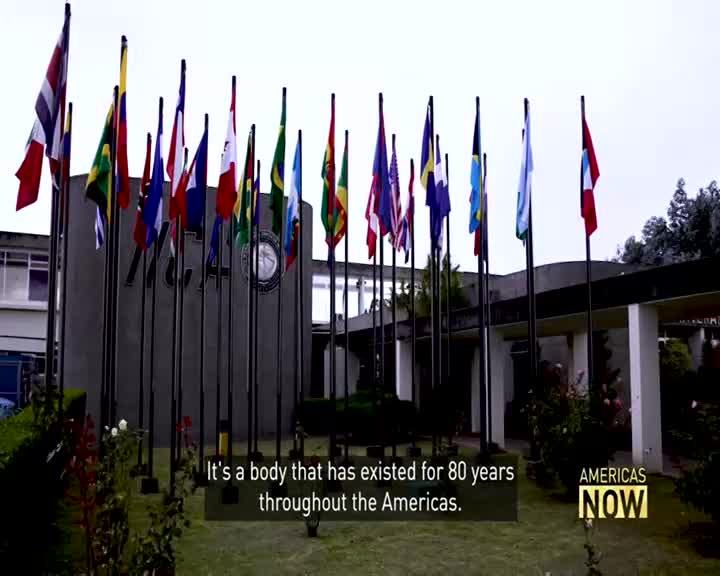 It's a body that has existed for 80 years
throughout the Americas.
AMERICAS
NOW